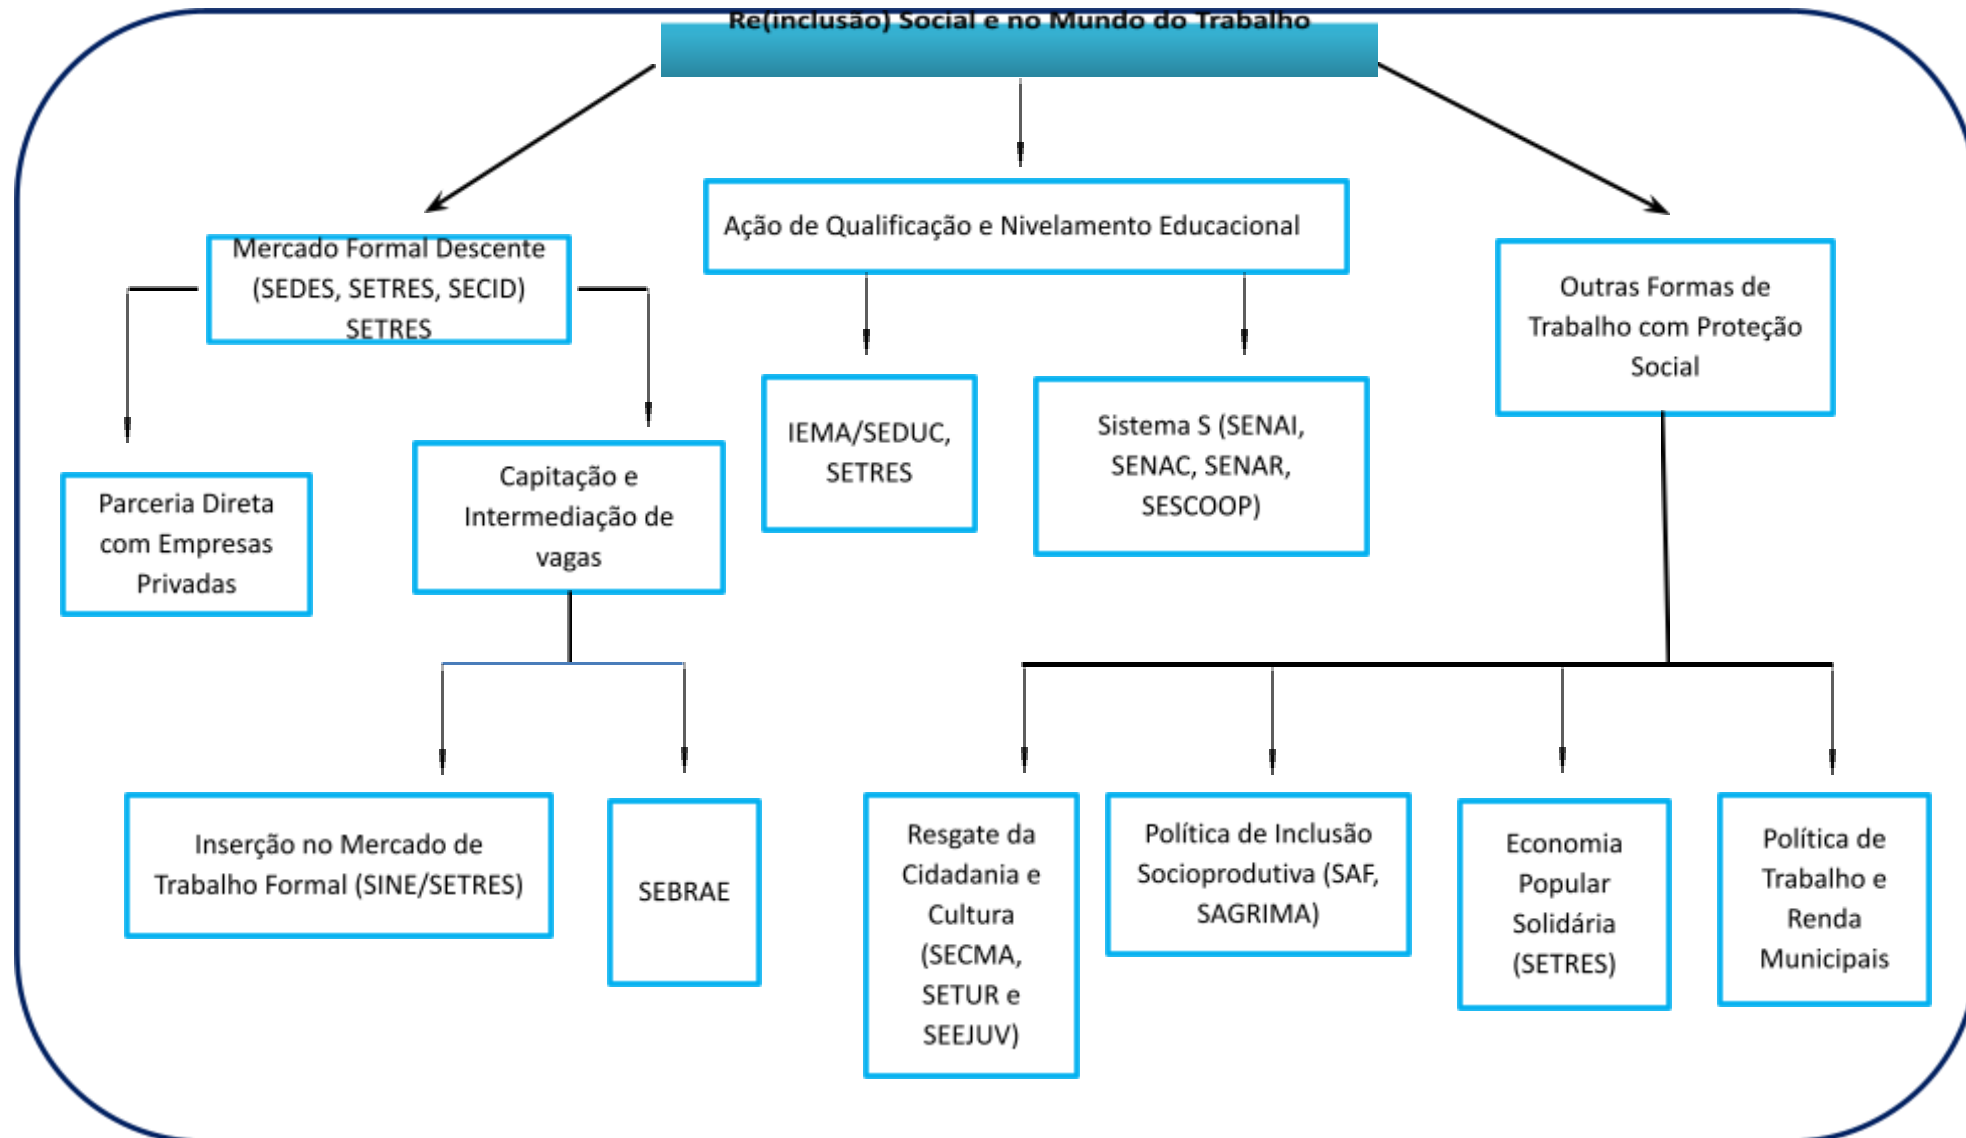 Re(inclusão) Social e no Mundo do Trabalho
Mercado Formal Descente
(SEDES, SETRES, SECID)
SETRES
Ação de Qualificação e Nivelamento Educacional
Outras Formas de
Trabalho com Proteção
Social
Parceria Direta
com Empresas
Privadas
Capitação e
Intermediação de
vagas
IEMA/SEDUC,
SETRES
Sistema S (SENAI,
SENAC, SENAR,
SESCOOP)
Inserção no Mercado de
Trabalho Formal (SINE/SETRES)
SEBRAE
Resgate da
Cidadania e
Cultura
(SECMA,
SETUR e
SEEJUV)
Política de Inclusão
Socioprodutiva (SAF,
SAGRIMA)
Economia
Popular
Solidária
(SETRES)
Política de
Trabalho e
Renda
Municipais